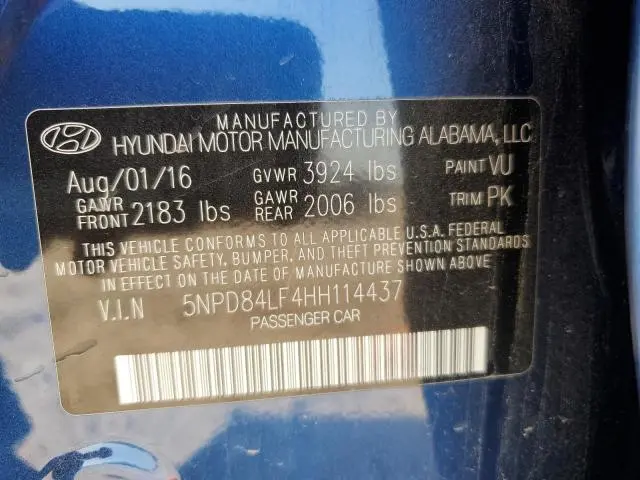 MANUFACTURED BY
HYUNDAI MOTOR MANUFACTURING ALABAMA, LLC
Aug/01/16 GVWR 3924 lbs PAINT VU
GAWR FRONT 2183 lbs GAWR REAR 2006 lbs TRIM PK
THIS VEHICLE CONFORMS TO ALL APPLICABLE U.S.A. FEDERAL
MOTOR VEHICLE SAFETY, BUMPER, AND THEFT PREVENTION STANDARDS
IN EFFECT ON THE DATE OF MANUFACTURE SHOWN ABOVE.
V.I.N 5NPD84LF4HH114437
PASSENGER CAR